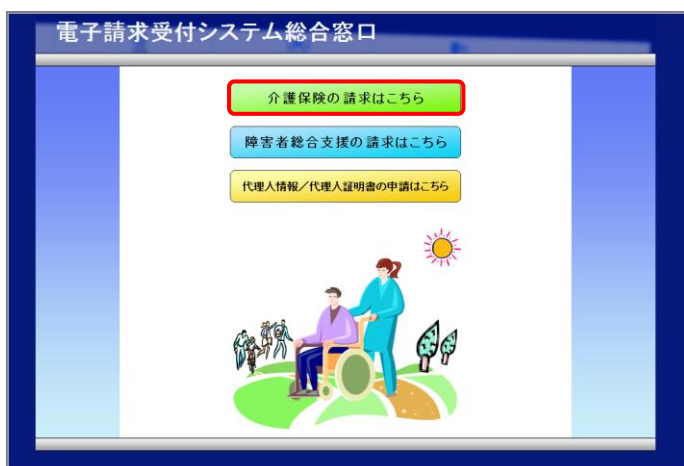 電子請求受付システム総合窓口
介護保険の請求はこちら
障害者総合支援の請求はこちら
代理人情報／代理人証明書の申請はこちら